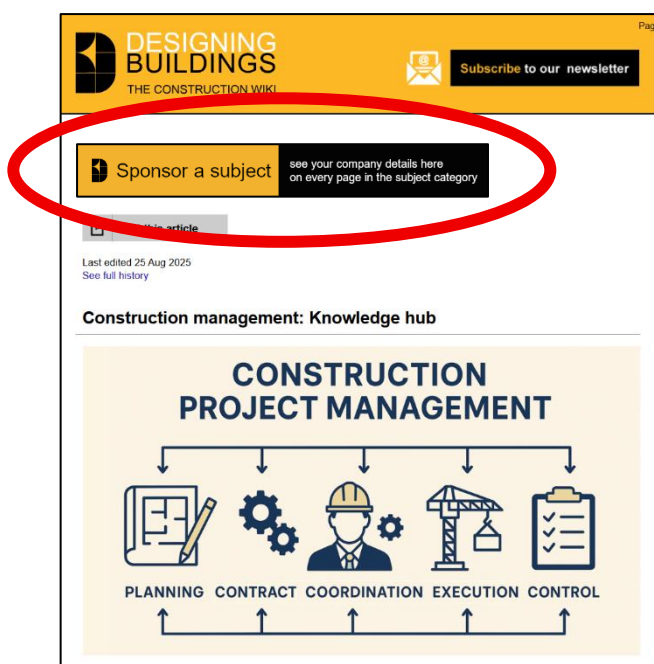 Pag
DESIGNING
BUILDINGS
THE CONSTRUCTION WIKI
Subscribe to our newsletter
Sponsor a subject
see your company details here
on every page in the subject category
this article
Last edited 25 Aug 2025
See full history
Construction management: Knowledge hub
CONSTRUCTION
PROJECT MANAGEMENT
PLANNING CONTRACT COORDINATION EXECUTION CONTROL